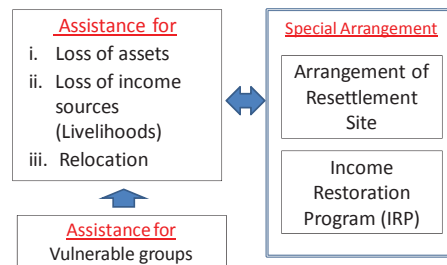 Assistance for
i. Loss of assets
ii. Loss of income
sources
(Livelihoods)
iii. Relocation
Assistance for
Vulnerable groups
Special Arrangement
Arrangement of
Resettlement
Site
Income
Restoration
Program (IRP)